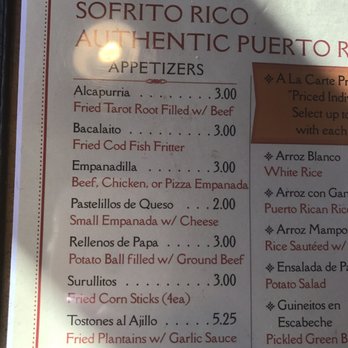 SOFRITO RICO
AUTHENTIC PUERTO
APPETIZERS
Alcapurria . . . . . . . . 3.00
Fried Tarot Root Filled w/ Beef
Bacalaito . . . . . . . . . 3.00
Fried Cod Fish Fritter
Empanadilla . . . . . . . 3.00
Beef, Chicken, or Pizza Empanada
Pastelillos de Queso . . 2.00
Small Empanada w/ Cheese
Rellenos de Papa . . . 3.00
Potato Ball filled w/ Ground Beef
Surullitos . . . . . . . . 3.00
Fried Corn Sticks (4ea)
Tostones al Ajillo . . . . 5.25
Fried Plantains w/ Garlic Sauce
A La Carte
"Priced
Select up
with each
Arroz Blanco
White Rice
Arroz con
Puerto Rican
Arroz
Rice Sautéed w/
Ensalada de
Potato Salad
Guineitos en
Escabeche
Pickled Green